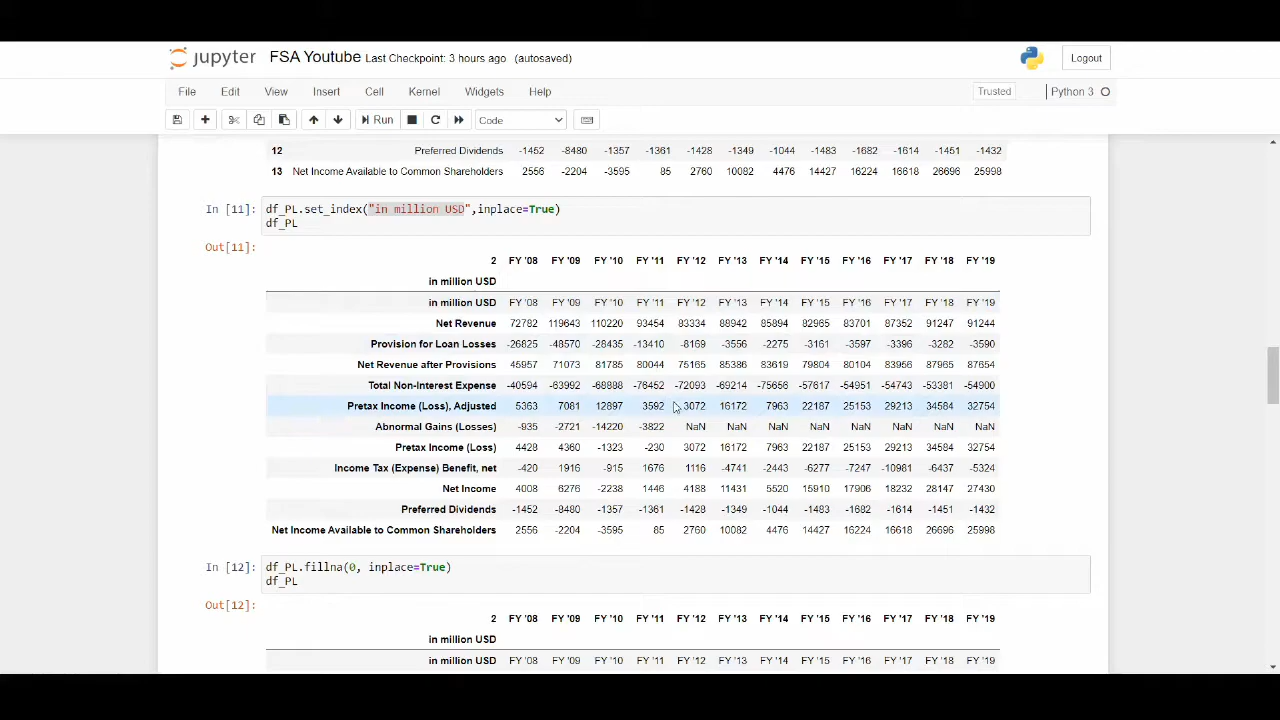 jupyter FSA Youtube Last Checkpoint: 3 hours ago (autosaved)
Logout
File Edit View Insert Cell Kernel Widgets Help
Trusted Python 3
Run Code
12 Preferred Dividends -1452 -8480 -1357 -1361 -1428 -1349 -1044 -1483 -1682 -1614 -1451 -1432
13 Net Income Available to Common Shareholders 2556 -2204 -3595 85 2760 10082 4476 14427 16224 16618 26696 25998
In [11]: df_PL.set_index("in million USD",inplace=True)
df_PL
Out[11]:
2 FY '08 FY '09 FY '10 FY '11 FY '12 FY '13 FY '14 FY '15 FY '16 FY '17 FY '18 FY '19
in million USD
in million USD FY '08 FY '09 FY '10 FY '11 FY '12 FY '13 FY '14 FY '15 FY '16 FY '17 FY '18 FY '19
Net Revenue 72782 119643 110220 93454 83334 88942 85894 82965 83701 87352 91247 91244
Provision for Loan Losses -26825 -48570 -28435 -13410 -8169 -3556 -2275 -3161 -3597 -3396 -3282 -3590
Net Revenue after Provisions 45957 71073 81785 80044 75165 85386 83619 79804 80104 83956 87965 87654
Total Non-Interest Expense -40594 -63992 -68888 -76452 -72093 -69214 -75656 -57617 -54951 -54743 -53381 -54900
Pretax Income (Loss), Adjusted 5363 7081 12897 3592 3072 16172 7963 22187 25153 29213 34584 32754
Abnormal Gains (Losses) -935 -2721 -14220 -3822 NaN NaN NaN NaN NaN NaN NaN NaN
Pretax Income (Loss) 4428 4360 -1323 -230 3072 16172 7963 22187 25153 29213 34584 32754
Income Tax (Expense) Benefit, net -420 1916 -915 1676 1116 -4741 -2443 -6277 -7247 -10981 -6437 -5324
Net Income 4008 6276 -2238 1446 4188 11431 5520 15910 17906 18232 28147 27430
Preferred Dividends -1452 -8480 -1357 -1361 -1428 -1349 -1044 -1483 -1682 -1614 -1451 -1432
Net Income Available to Common Shareholders 2556 -2204 -3595 85 2760 10082 4476 14427 16224 16618 26696 25998
In [12]: df_PL.fillna(0, inplace=True)
df_PL
Out[12]:
2 FY '08 FY '09 FY '10 FY '11 FY '12 FY '13 FY '14 FY '15 FY '16 FY '17 FY '18 FY '19
in million USD
in million USD FY '08 FY '09 FY '10 FY '11 FY '12 FY '13 FY '14 FY '15 FY '16 FY '17 FY '18 FY '19